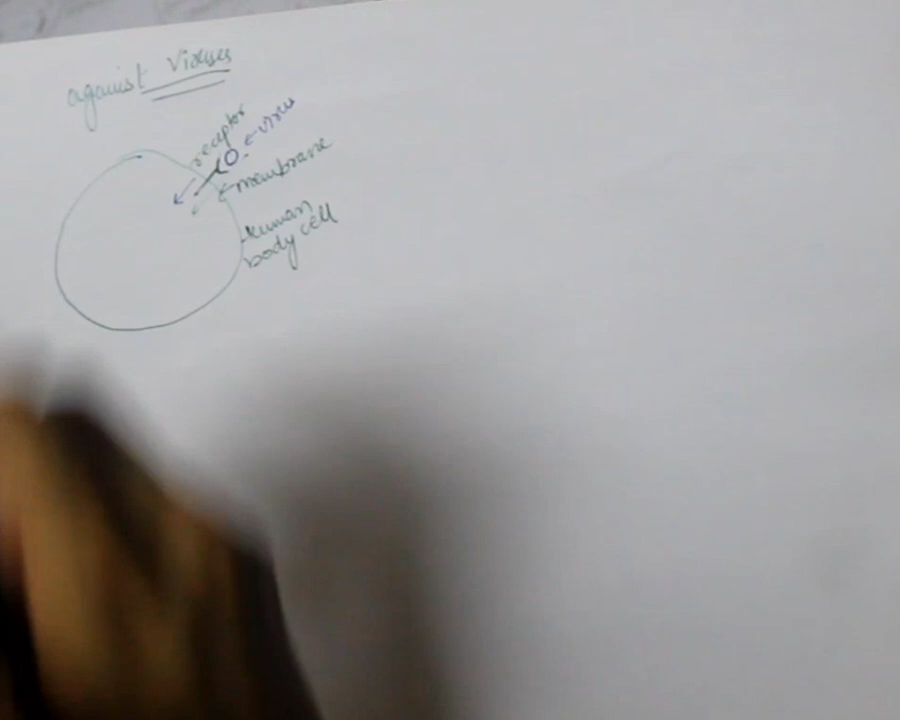 against Viruses
receptor
virus
membrane
Human
body cell